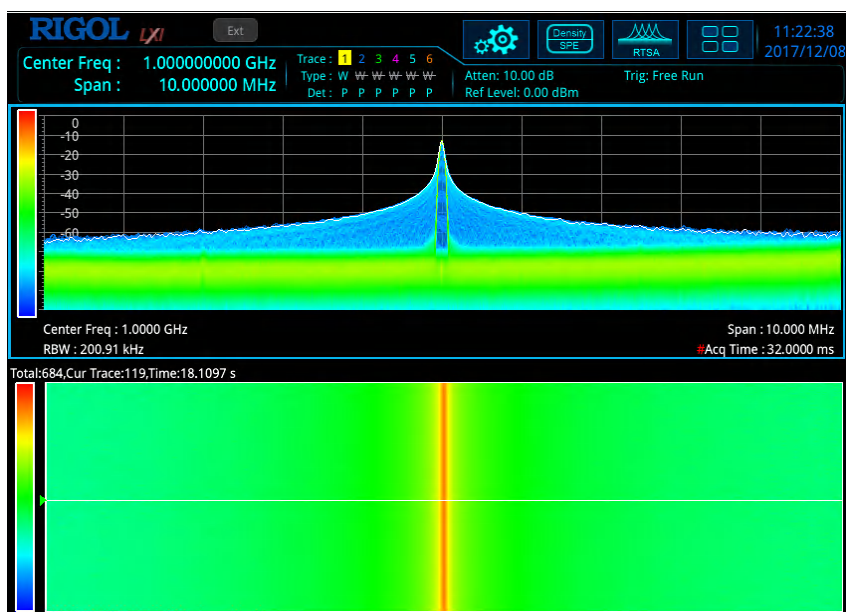 RIGOL LXI Ext
Density
SPE
RTSA
11:22:38
2017/12/08
Center Freq : 1.000000000 GHz
Span : 10.000000 MHz
Trace : 1 2 3 4 5 6
Type : W W W W W W
Det : P P P P P P
Atten: 10.00 dB
Ref Level: 0.00 dBm
Trig: Free Run
0
-10
-20
-30
-40
-50
-60
Center Freq : 1.0000 GHz
Span : 10.000 MHz
RBW : 200.91 kHz
#Acq Time : 32.0000 ms
Total:684,Cur Trace:119,Time:18.1097 s